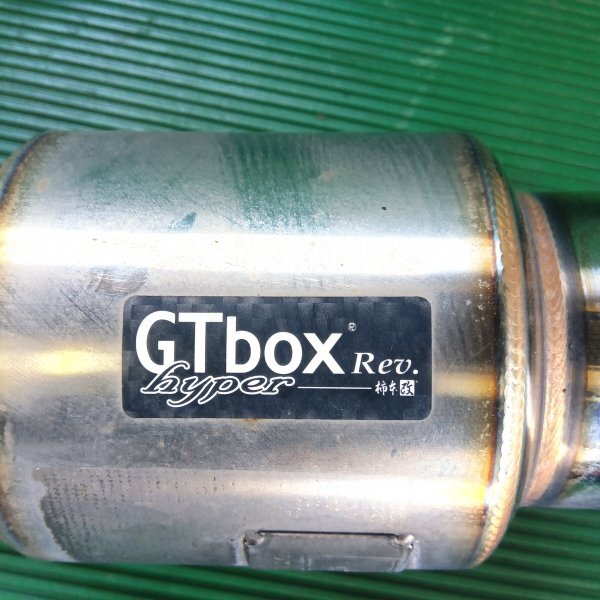 GTbox® Rev.
hyper 柿本改